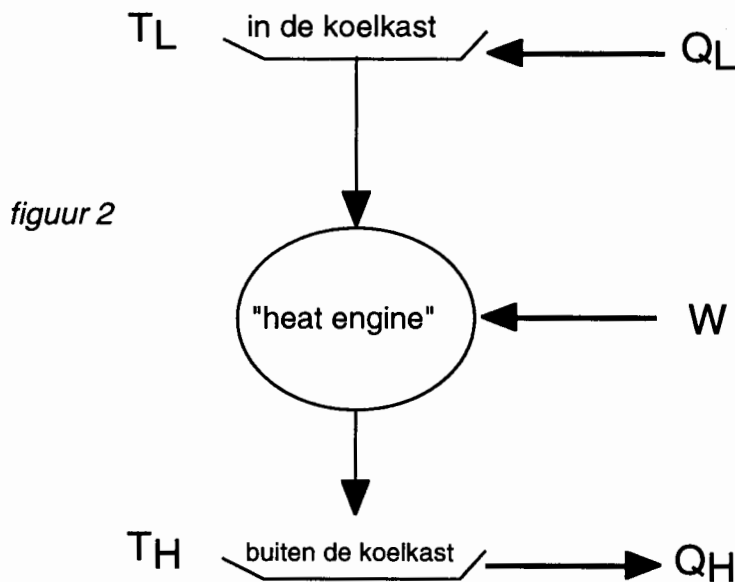 TL in de koelkast QL
figuur 2
"heat engine" W
TH buiten de koelkast QH